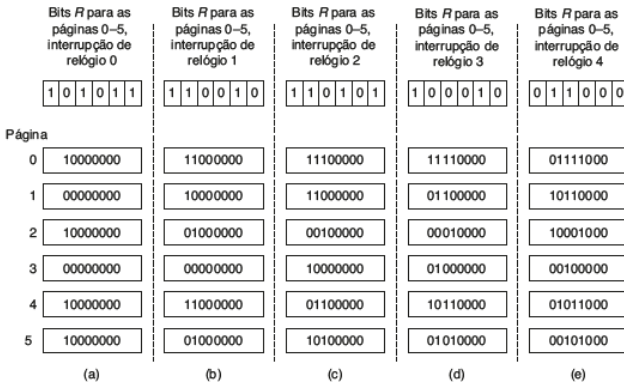 Bits R para as páginas 0–5, interrupção de relógio 0
Bits R para as páginas 0–5, interrupção de relógio 1
Bits R para as páginas 0–5, interrupção de relógio 2
Bits R para as páginas 0–5, interrupção de relógio 3
Bits R para as páginas 0–5, interrupção de relógio 4
1 0 1 0 1 1 1 1 0 0 1 0 1 1 0 1 0 1 1 0 0 0 1 0 0 1 1 0 0 0
Página
0 10000000 11000000 11100000 11110000 01111000
1 00000000 10000000 11000000 01100000 10110000
2 10000000 01000000 00100000 00010000 10001000
3 00000000 00000000 10000000 01000000 00100000
4 10000000 11000000 01100000 10110000 01011000
5 10000000 01000000 10100000 01010000 00101000
(a) (b) (c) (d) (e)